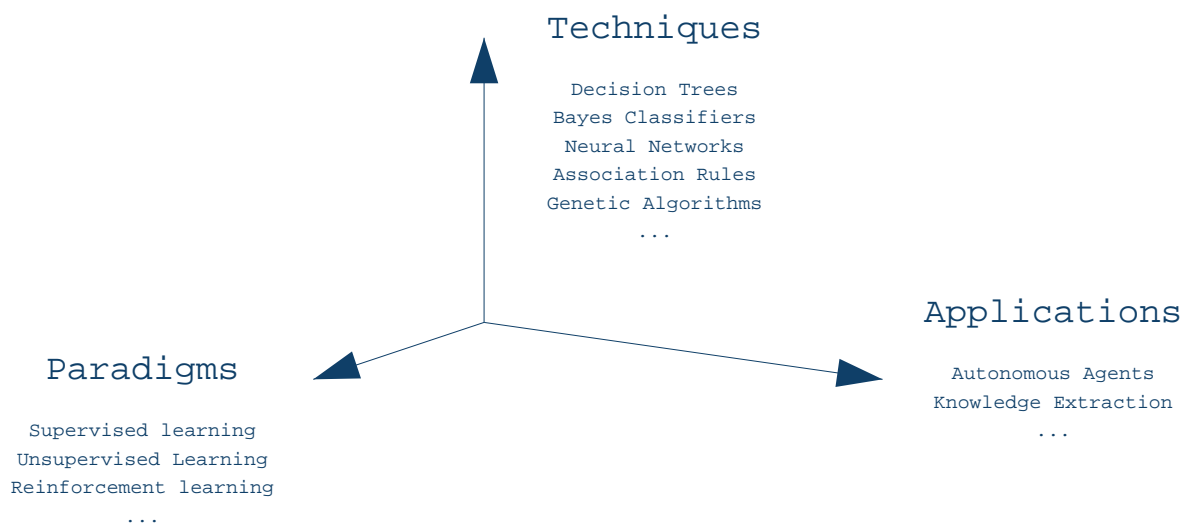 Techniques
Decision Trees
Bayes Classifiers
Neural Networks
Association Rules
Genetic Algorithms
...
Applications
Autonomous Agents
Knowledge Extraction
...
Paradigms
Supervised learning
Unsupervised Learning
Reinforcement learning
...